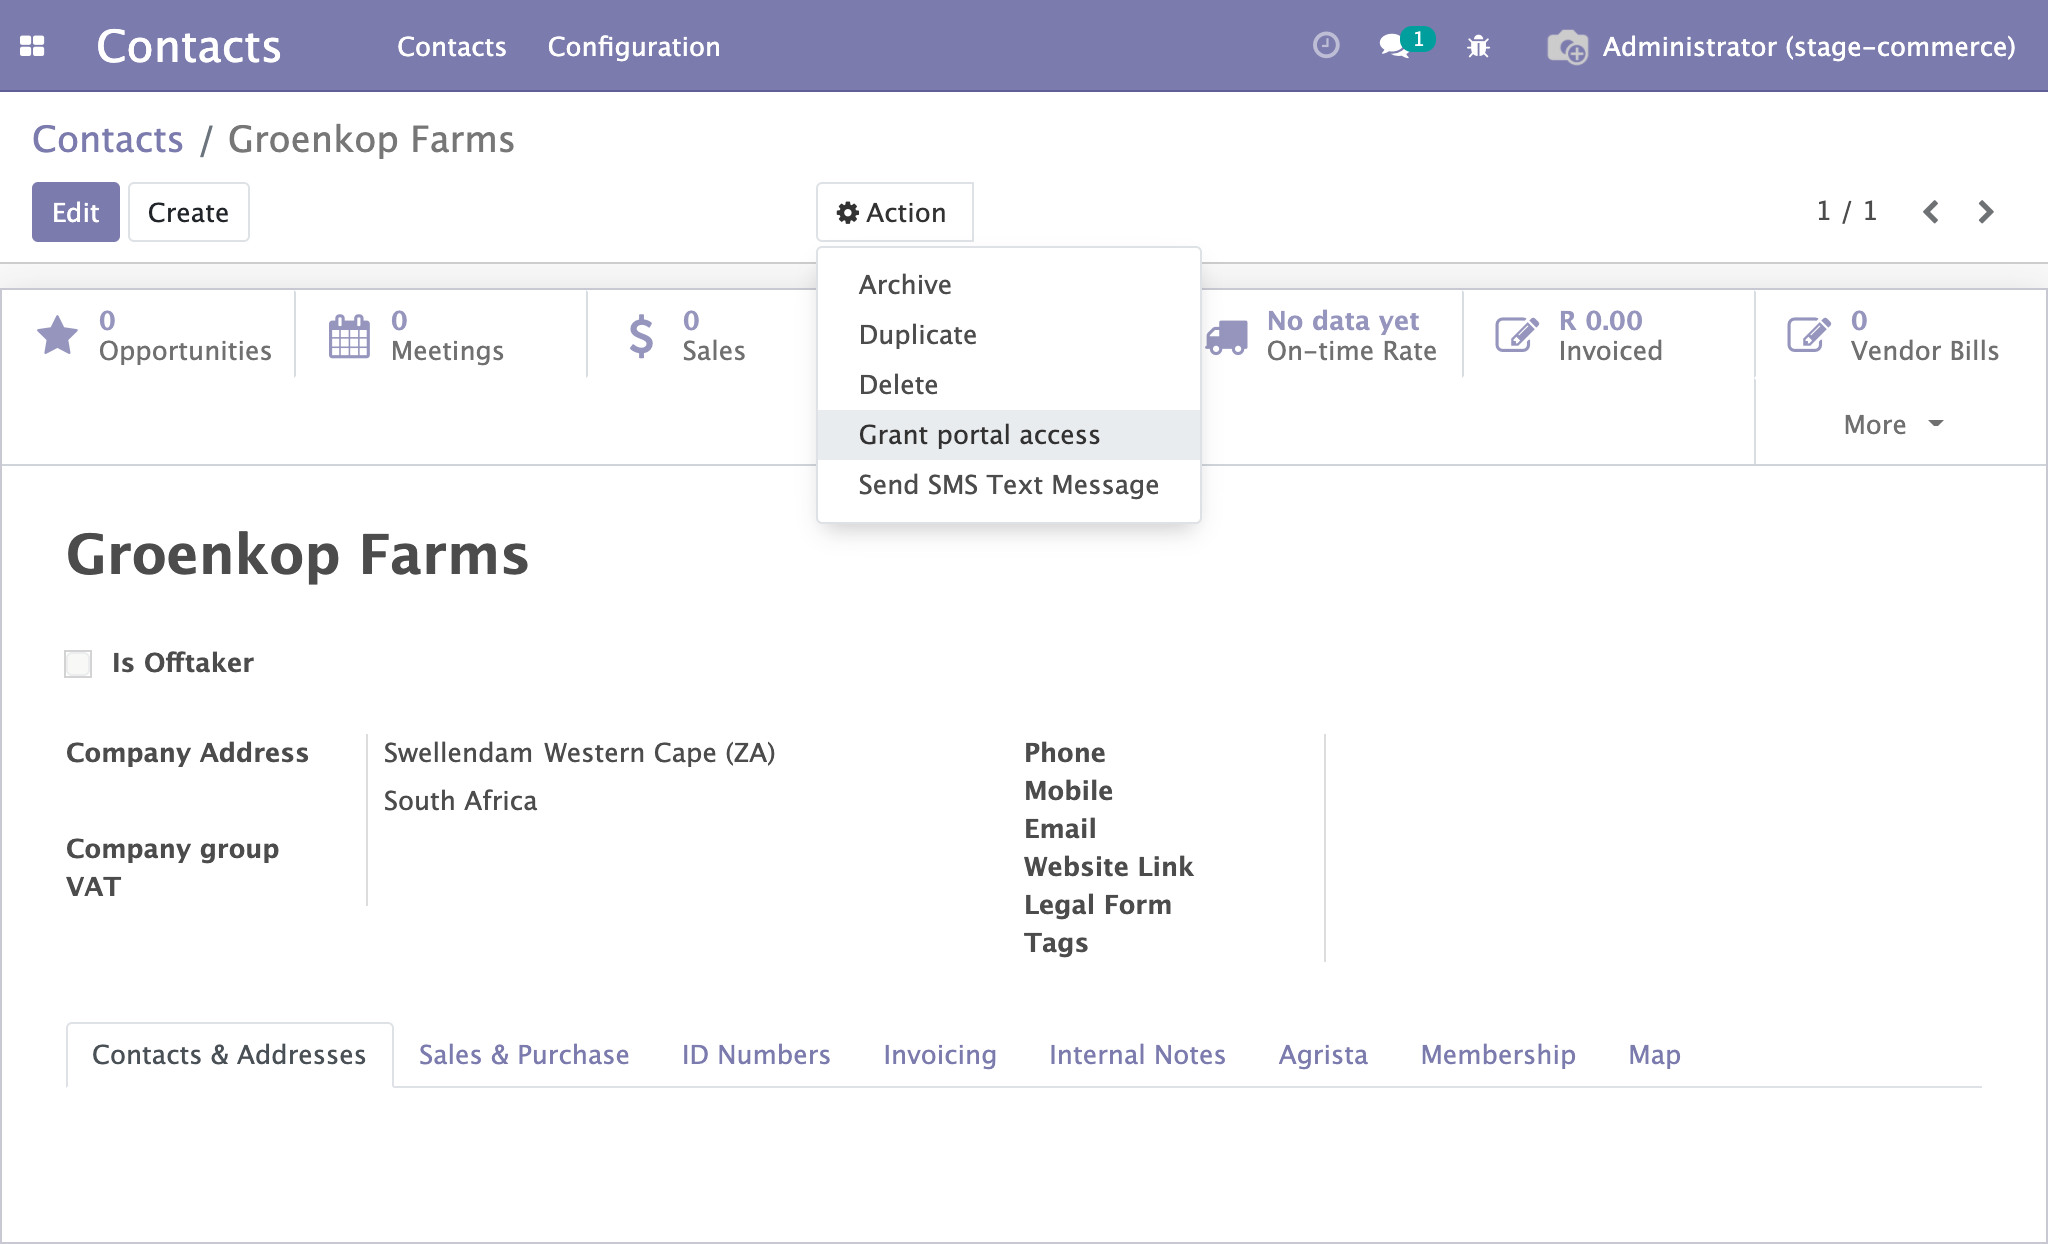 Contacts Contacts Configuration 1 Administrator (stage-commerce)
Contacts / Groenkop Farms
Edit Create Action 1 / 1
Archive
Duplicate
Delete
Grant portal access
Send SMS Text Message
0 Opportunities
0 Meetings
0 Sales
No data yet On-time Rate
R 0.00 Invoiced
0 Vendor Bills
More
Groenkop Farms
Is Offtaker
Company Address Swellendam Western Cape (ZA)
South Africa
Company group
VAT
Phone
Mobile
Email
Website Link
Legal Form
Tags
Contacts & Addresses Sales & Purchase ID Numbers Invoicing Internal Notes Agrista Membership Map